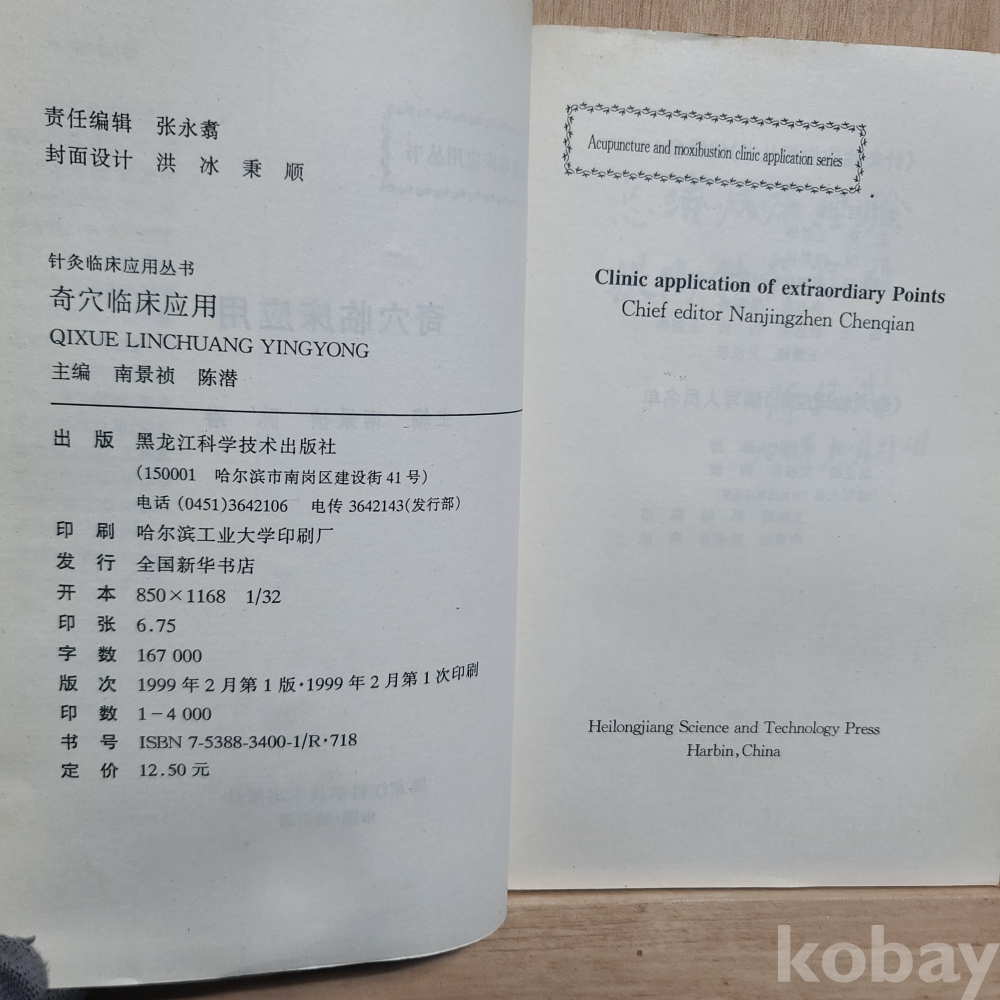 责任编辑 张永翥
封面设计 洪冰 秉顺
针灸临床应用丛书
奇穴临床应用
QIXUE LINCHUANG YINGYONG
主编 南景祯 陈潜
出版 黑龙江科学技术出版社
(150001 哈尔滨市南岗区建设街41号)
电话(0451)3642106 电传3642143(发行部)
印刷 哈尔滨工业大学印刷厂
发行 全国新华书店
开本 850×1168 1/32
印张 6.75
字数 167 000
版次 1999年2月第1版·1999年2月第1次印刷
印数 1-4 000
书号 ISBN 7-5388-3400-1/R·718
定价 12.50元
Acupuncture and moxibustion clinic application series
Clinic application of extraordiary Points
Chief editor Nanjingzhen Chenqian
Heilongjiang Science and Technology Press
Harbin, China
kobay